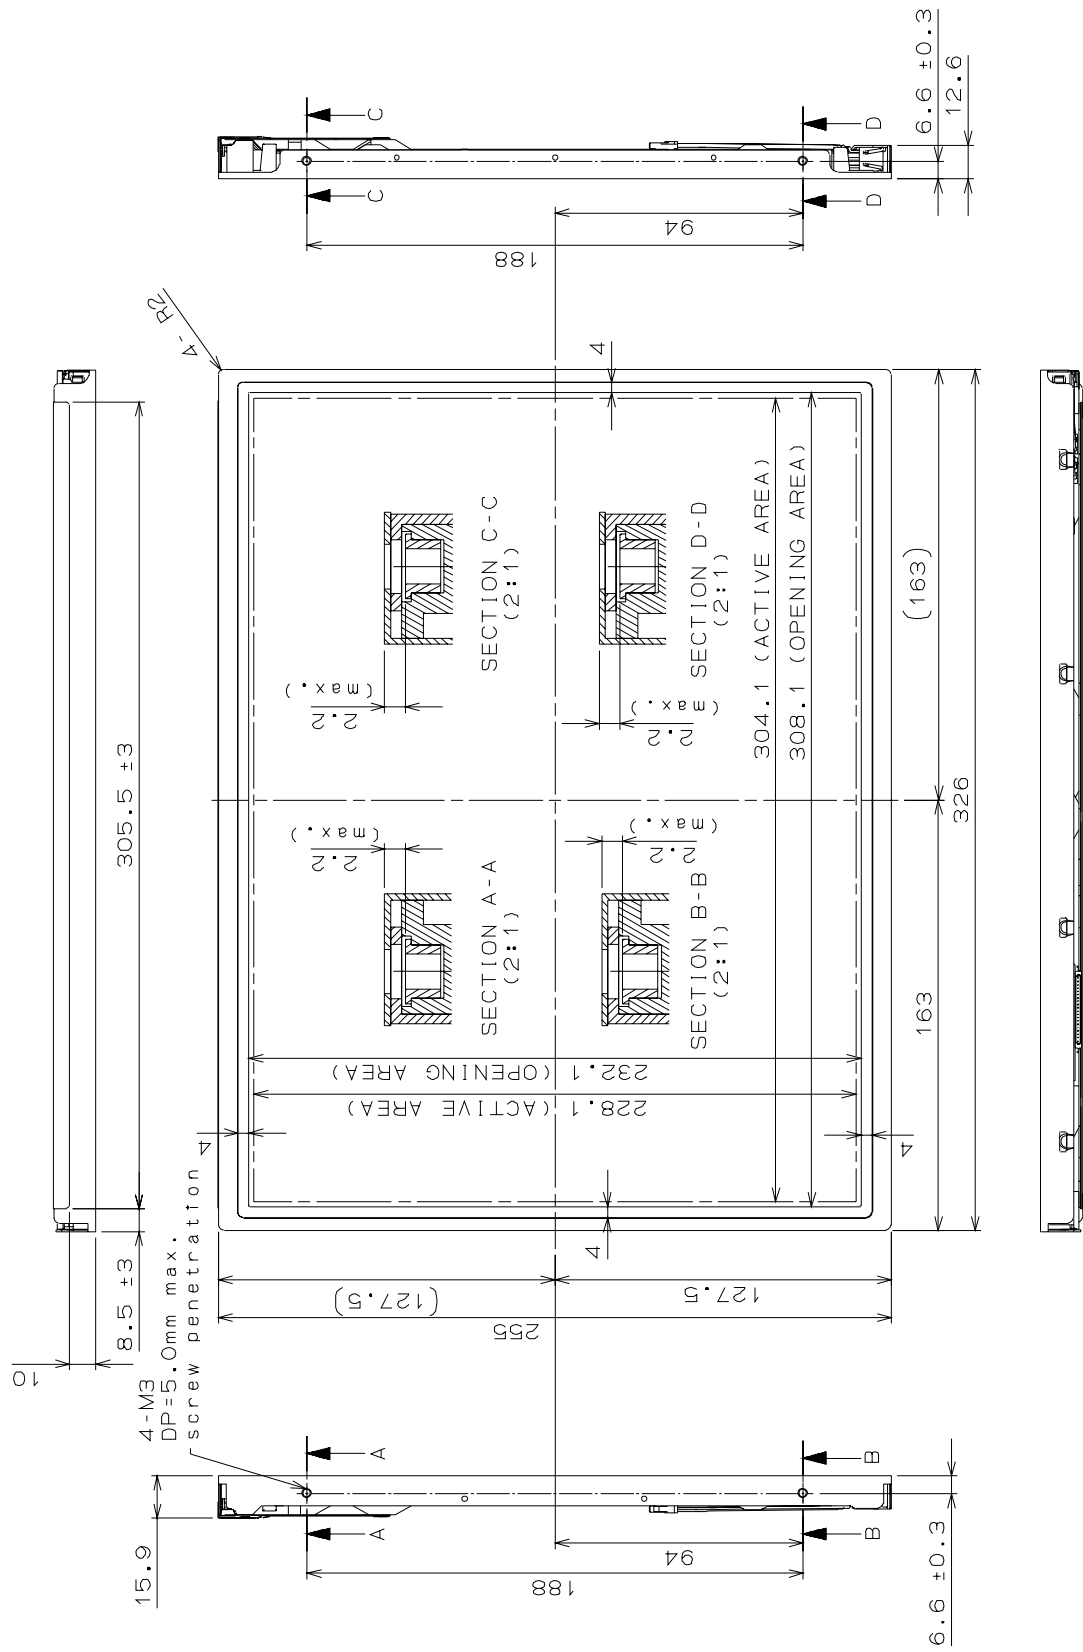 6.6 ±0.3
12.6
C
C
D
D
94
188
4- R2
305.5 ±3
8.5 ±3
10
4
SECTION C-C
(2:1)
2.2
(max.)
SECTION D-D
(2:1)
2.2
(max.)
304.1 (ACTIVE AREA)
308.1 (OPENING AREA)
(163)
326
163
SECTION A-A
(2:1)
2.2
(max.)
SECTION B-B
(2:1)
2.2
(max.)
232.1 (OPENING AREA)
228.1 (ACTIVE AREA)
4
4
4
(127.5)
127.5
255
4-M3
DP=5.0mm max.
screw penetration
A
A
B
B
15.9
94
188
6.6 ±0.3